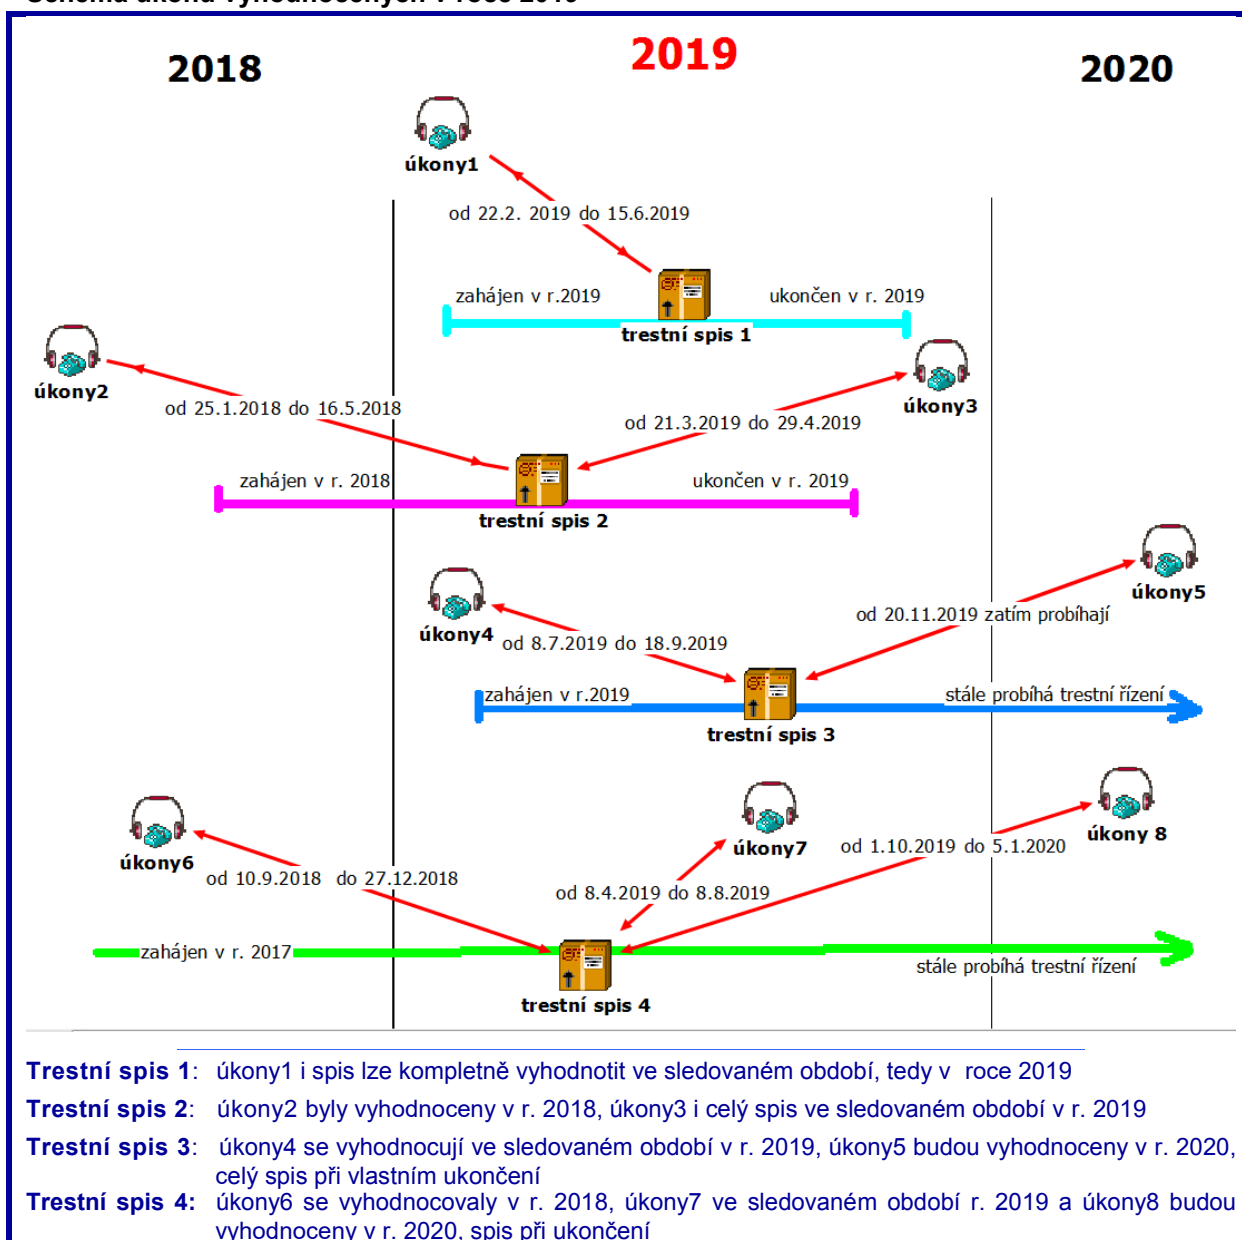 Schéma úkonů vyhodnocených v roce 2019
2018
2019
2020
úkony1
od 22.2. 2019 do 15.6.2019
zahájen v r.2019
ukončen v r. 2019
trestní spis 1
úkony2
úkony3
od 25.1.2018 do 16.5.2018
od 21.3.2019 do 29.4.2019
zahájen v r. 2018
ukončen v r. 2019
trestní spis 2
úkony4
úkony5
od 8.7.2019 do 18.9.2019
od 20.11.2019 zatím probíhají
zahájen v r.2019
stále probíhá trestní řízení
trestní spis 3
úkony6
úkony7
úkony 8
od 10.9.2018 do 27.12.2018
od 8.4.2019 do 8.8.2019
od 1.10.2019 do 5.1.2020
zahájen v r. 2017
stále probíhá trestní řízení
trestní spis 4
Trestní spis 1: úkony1 i spis lze kompletně vyhodnotit ve sledovaném období, tedy v roce 2019
Trestní spis 2: úkony2 byly vyhodnoceny v r. 2018, úkony3 i celý spis ve sledovaném období v r. 2019
Trestní spis 3: úkony4 se vyhodnocují ve sledovaném období v r. 2019, úkony5 budou vyhodnoceny v r. 2020,
celý spis při vlastním ukončení
Trestní spis 4: úkony6 se vyhodnocovaly v r. 2018, úkony7 ve sledovaném období r. 2019 a úkony8 budou
vyhodnoceny v r. 2020, spis při ukončení